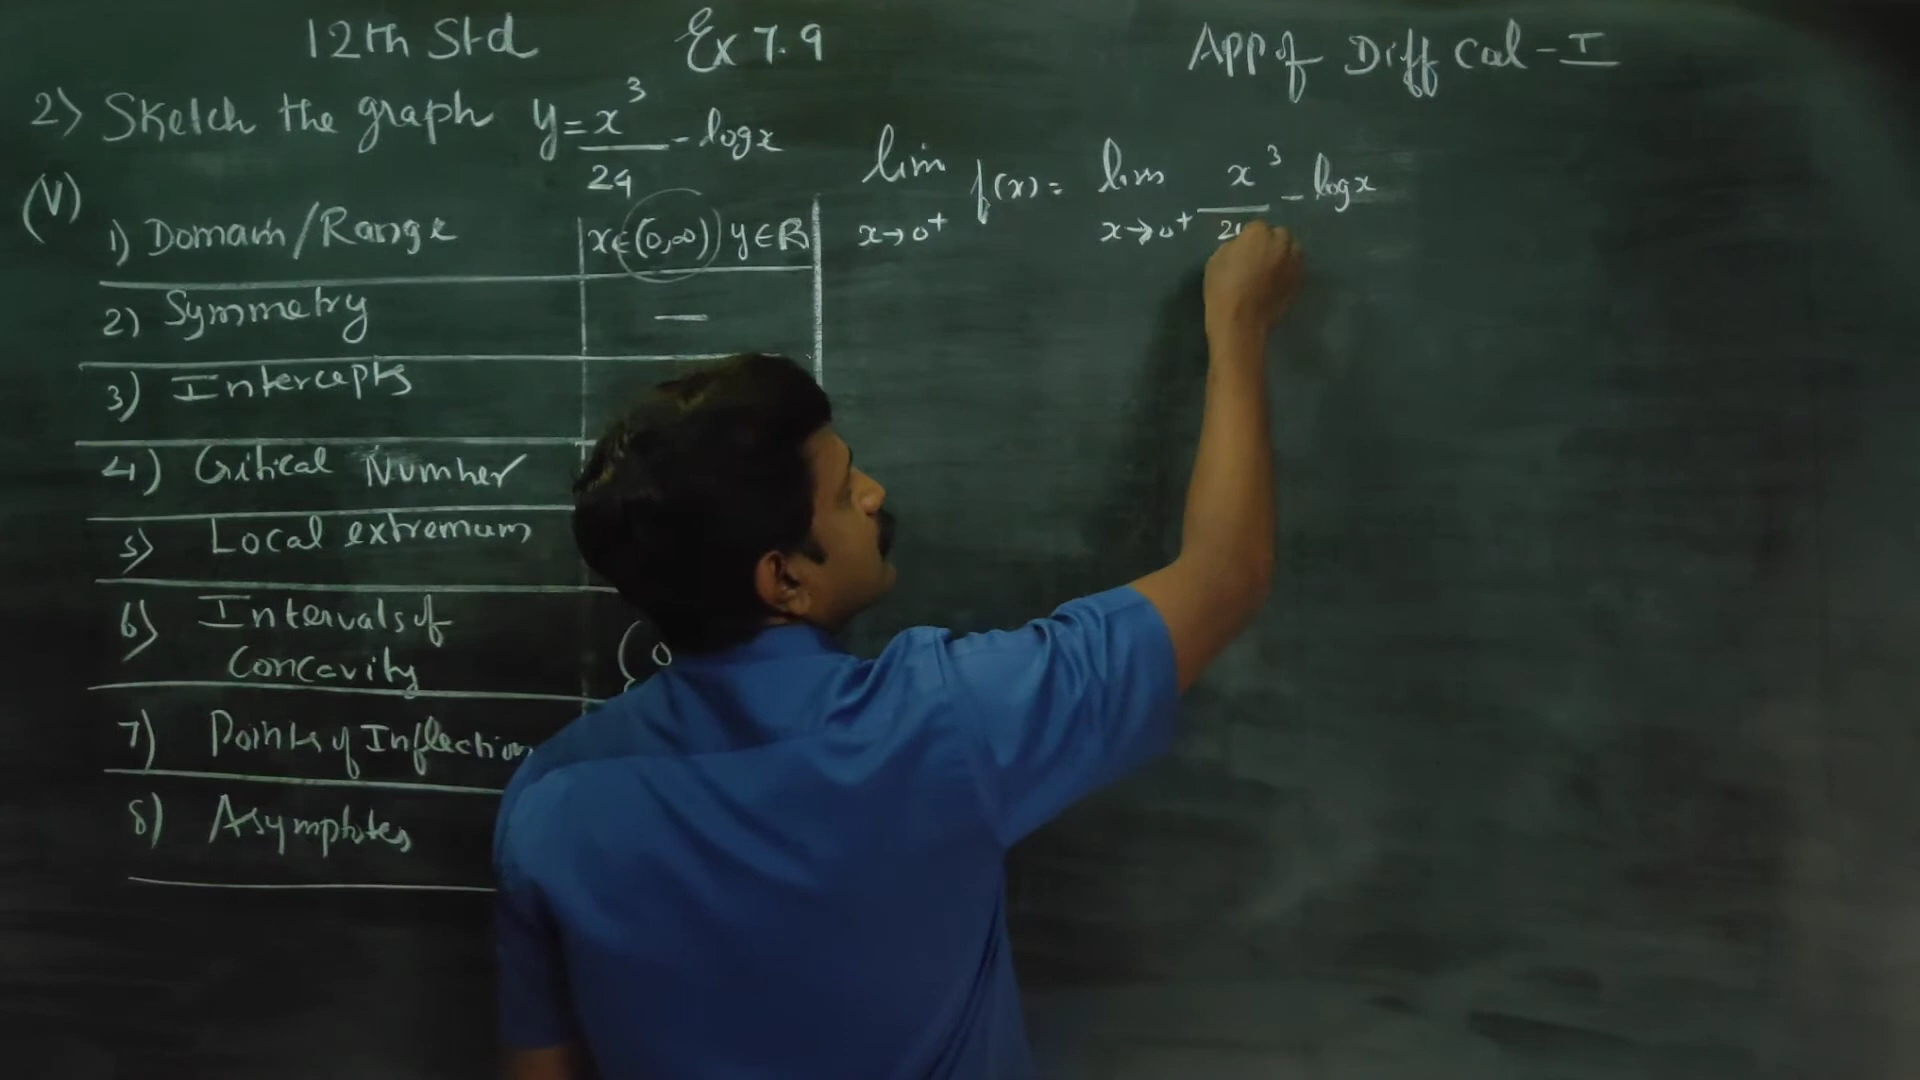 12th Std Ex 7.9 App of Diff Cal - I
2) Sketch the graph y = x³/24 - log x
(V)
1) Domain/Range x∈(0,∞) y∈R
2) Symmetry —
3) Intercepts
4) Critical Number
5) Local extremum
6) Intervals of
Concavity (0
7) Points of Inflection
8) Asymptotes
lim x→0⁺ f(x) = lim x→0⁺ x³/24 - log x